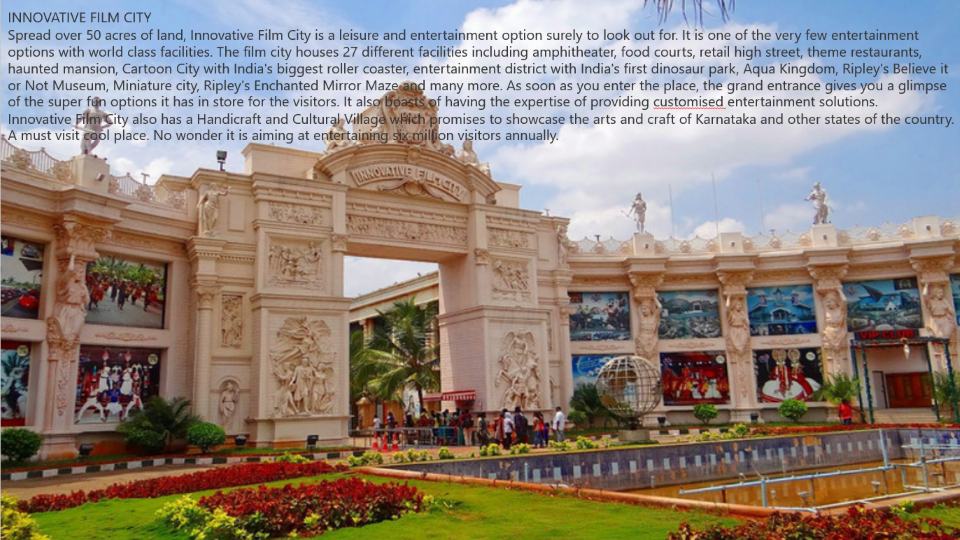 INNOVATIVE FILM CITY
Spread over 50 acres of land, Innovative Film City is a leisure and entertainment option surely to look out for. It is one of the very few entertainment
options with world class facilities. The film city houses 27 different facilities including amphitheater, food courts, retail high street, theme restaurants,
haunted mansion, Cartoon City with India's biggest roller coaster, entertainment district with India's first dinosaur park, Aqua Kingdom, Ripley's Believe it
or Not Museum, Miniature city, Ripley's Enchanted Mirror Maze and many more. As soon as you enter the place, the grand entrance gives you a glimpse
of the super fun options it has in store for the visitors. It also boasts of having the expertise of providing customised entertainment solutions.
Innovative Film City also has a Handicraft and Cultural Village which promises to showcase the arts and craft of Karnataka and other states of the country.
A must visit cool place. No wonder it is aiming at entertaining six million visitors annually.
INNOVATIVE FILM CITY
VIP CLUB